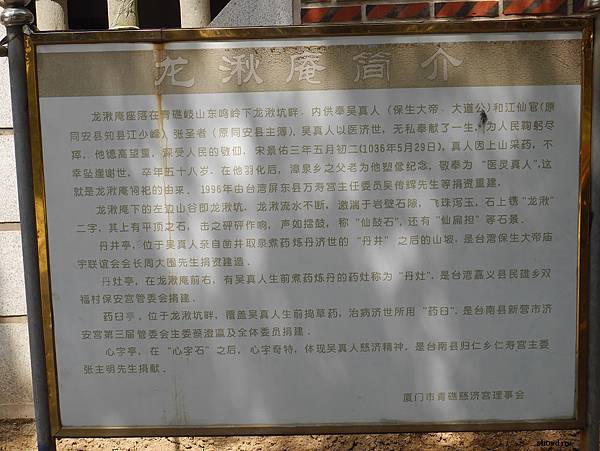 龙湫庵简介
龙湫庵座落在青礁岐山东鸣岭下龙湫坑畔。内供奉吴真人（保生大帝、大道公）和江仙官（原
同安县知县江少峰）张圣者（原同安县主簿），吴真人以医济世，无私奉献了一生，为人民鞠躬尽
瘁，他德高望重，深受人民的敬仰。宋景佑三年五月初二日（1036年5月29日），真人因上山采药，不
幸坠崖谢世，卒年五十八岁。在他羽化后，漳泉乡之父老为他塑像纪念，敬奉为“医灵真人”，这
就是龙湫庵祠祀的由来。1996年由台湾屏东县万寿宫主任委员吴传辉先生等捐资重建。
龙湫庵下的左边山谷即龙湫坑，龙湫流水不断，激湍于岩壁石隙，飞珠泻玉，石上镌“龙湫”
二字，其上有平顶之石，击之砰砰作响，声如擂鼓，称“仙鼓石”，还有“仙扁担”等石景。
丹井亭，位于吴真人亲自凿井取泉煮药炼丹济世的“丹井”之后的山坡，是台湾保生大帝庙
宇联谊会会长周大围先生捐资建造。
丹灶亭，在龙湫庵前右，有吴真人生前煮药炼丹的药灶称为“丹灶”，是台湾嘉义县民雄乡双
福村保安宫管委会捐建。
药臼亭，位于龙湫坑畔，覆盖吴真人生前捣草药，治病济世所用“药臼”，是台南县新营市济
安宫第三届管委会主委蔡澄瀛及全体委员捐建。
心字亭，在“心字石”之后，心字奇特，体现吴真人慈济精神，是台南县归仁乡仁寿宫主委
张主明先生捐献。
厦门市青礁慈济宫理事会